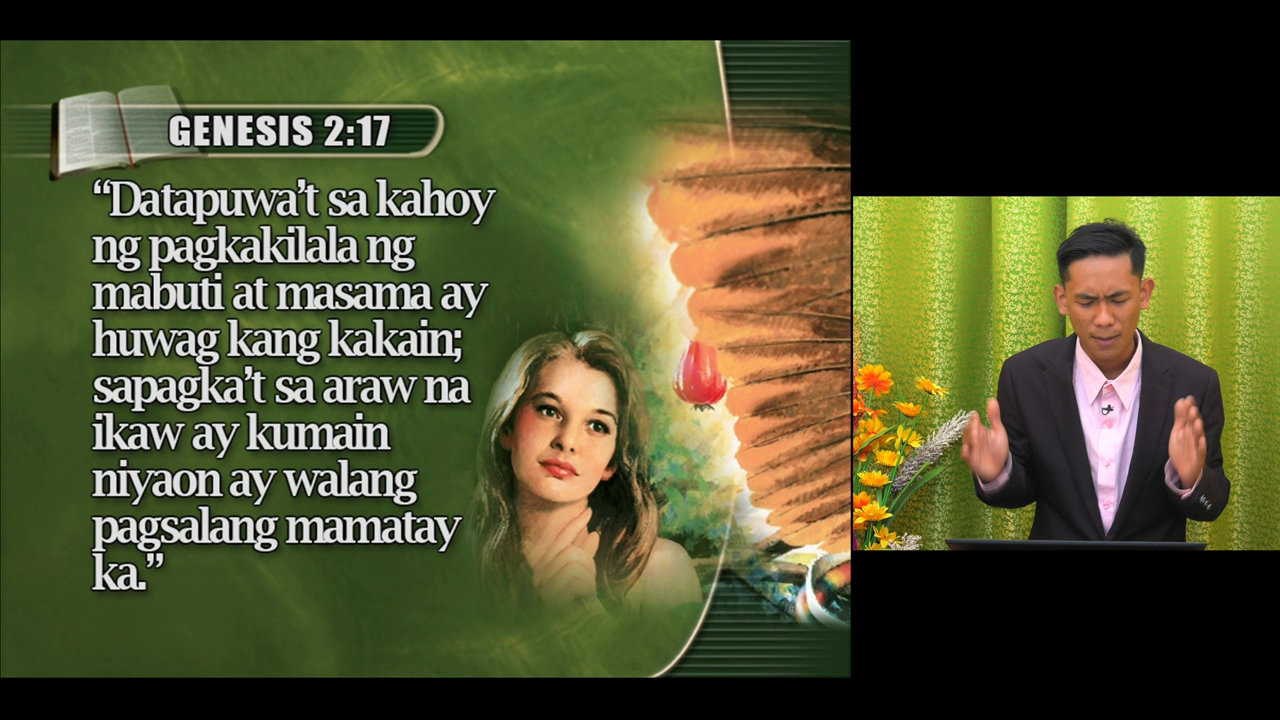 GENESIS 2:17
“Datapuwa’t sa kahoy
ng pagkakilala ng
mabuti at masama ay
huwag kang kakain;
sapagka’t sa araw na
ikaw ay kumain
niyaon ay walang
pagsalang mamatay
ka.”